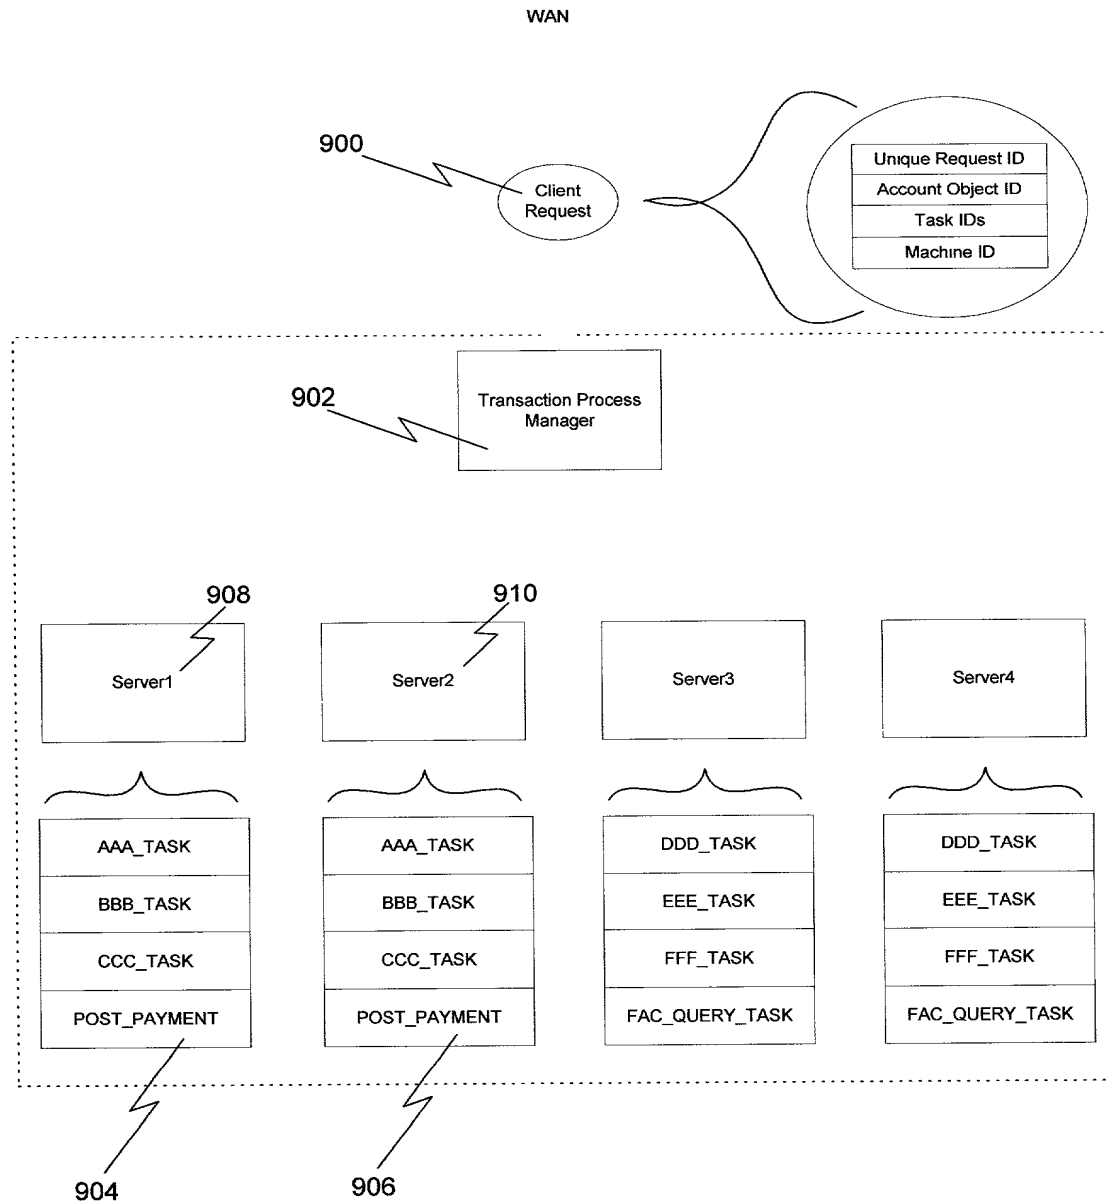 WAN
900
Client
Request
Unique Request ID
Account Object ID
Task IDs
Machine ID
902
Transaction Process
Manager
908
910
Server1
Server2
Server3
Server4
AAA_TASK
BBB_TASK
CCC_TASK
POST_PAYMENT
AAA_TASK
BBB_TASK
CCC_TASK
POST_PAYMENT
DDD_TASK
EEE_TASK
FFF_TASK
FAC_QUERY_TASK
DDD_TASK
EEE_TASK
FFF_TASK
FAC_QUERY_TASK
904
906